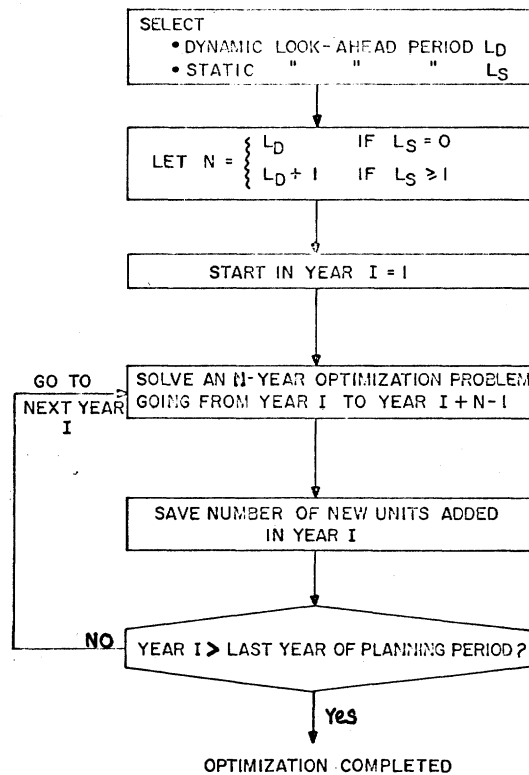 SELECT
• DYNAMIC LOOK-AHEAD PERIOD LD
• STATIC " " " LS
LET N = { LD IF LS = 0
LD + 1 IF LS ≥ 1
START IN YEAR I = 1
GO TO
NEXT YEAR
I
SOLVE AN N-YEAR OPTIMIZATION PROBLEM
GOING FROM YEAR I TO YEAR I + N - 1
SAVE NUMBER OF NEW UNITS ADDED
IN YEAR I
NO
YEAR I > LAST YEAR OF PLANNING PERIOD?
Yes
OPTIMIZATION COMPLETED